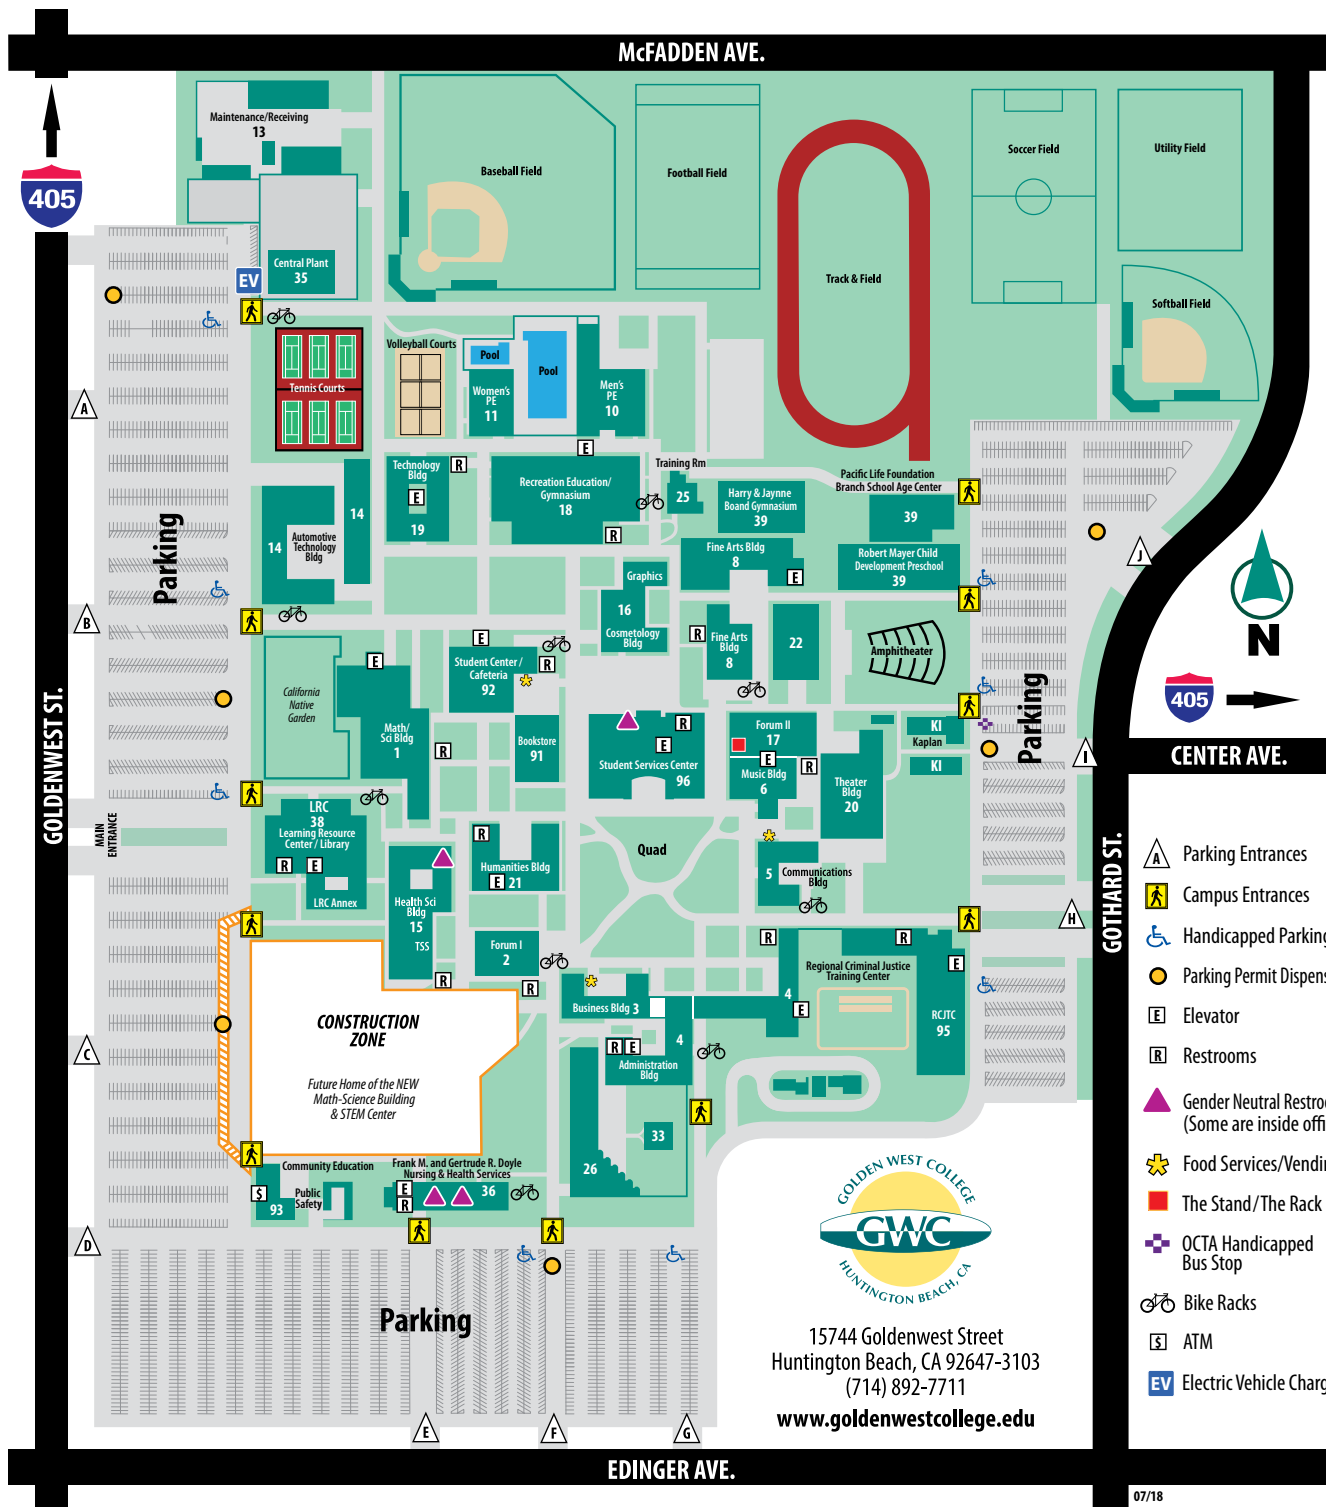 McFADDEN AVE.
Maintenance/Receiving
13
405
Central Plant
35
EV
Baseball Field
Football Field
Soccer Field
Utility Field
Track & Field
Softball Field
Tennis Courts
Volleyball Courts
Pool
Pool
Women's
PE
11
Men's
PE
10
A
Parking
14
14
Automotive
Technology
Bldg
Technology
Bldg
E
19
R
Recreation Education/
Gymnasium
18
E
R
Training Rm
25
Harry & Jaynne
Boand Gymnasium
39
Pacific Life Foundation
Branch School Age Center
39
Robert Mayer Child
Development Preschool
39
Fine Arts Bldg
8
E
J
N
405
B
Graphics
16
Cosmetology
Bldg
R
Fine Arts
Bldg
8
22
Amphitheater
Parking
California
Native
Garden
E
Math/
Sci Bldg
1
E
Student Center /
Cafeteria
92
R
R
Bookstore
91
R
E
Student Services Center
96
Forum II
17
E
Music Bldg
6
R
Theater
Bldg
20
KI
Kaplan
KI
I
CENTER AVE.
GOLDENWEST ST.
MAIN
ENTRANCE
LRC
38
Learning Resource
Center / Library
R
E
LRC Annex
Health Sci
Bldg
15
TSS
R
R
Humanities Bldg
E
21
Forum I
2
R
Quad
5
Communications
Bldg
GOTHARD ST.
H
R
R
Regional Criminal Justice
Training Center
E
4
E
RCJTC
95
Business Bldg 3
4
R
E
Administration
Bldg
26
33
CONSTRUCTION
ZONE
Future Home of the NEW
Math-Science Building
& STEM Center
C
Community Education
$
93
Public
Safety
Frank M. and Gertrude R. Doyle
Nursing & Health Services
E
R
36
D
Parking
E
F
G
GOLDEN WEST COLLEGE
GWC
HUNTINGTON BEACH, CA
15744 Goldenwest Street
Huntington Beach, CA 92647-3103
(714) 892-7711
www.goldenwestcollege.edu
A
Parking Entrances
Campus Entrances
Handicapped Parking
Parking Permit Dispens
E
Elevator
R
Restrooms
Gender Neutral Restroo
(Some are inside offi
Food Services/Vendin
The Stand/The Rack
OCTA Handicapped
Bus Stop
Bike Racks
$
ATM
EV
Electric Vehicle Charg
EDINGER AVE.
07/18